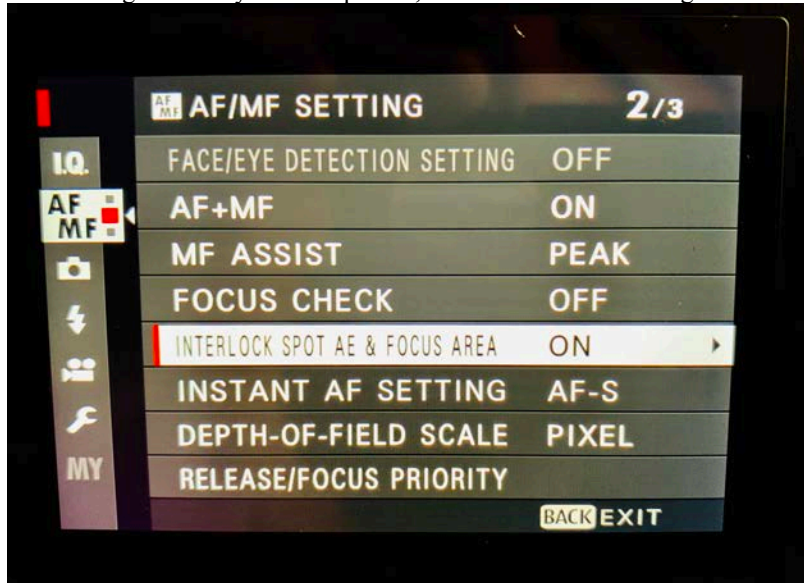 AF MF AF/MF SETTING 2/3
I.Q.
FACE/EYE DETECTION SETTING OFF
AF MF
AF+MF ON
MF ASSIST PEAK
FOCUS CHECK OFF
INTERLOCK SPOT AE & FOCUS AREA ON
INSTANT AF SETTING AF-S
DEPTH-OF-FIELD SCALE PIXEL
MY
RELEASE/FOCUS PRIORITY
BACK EXIT